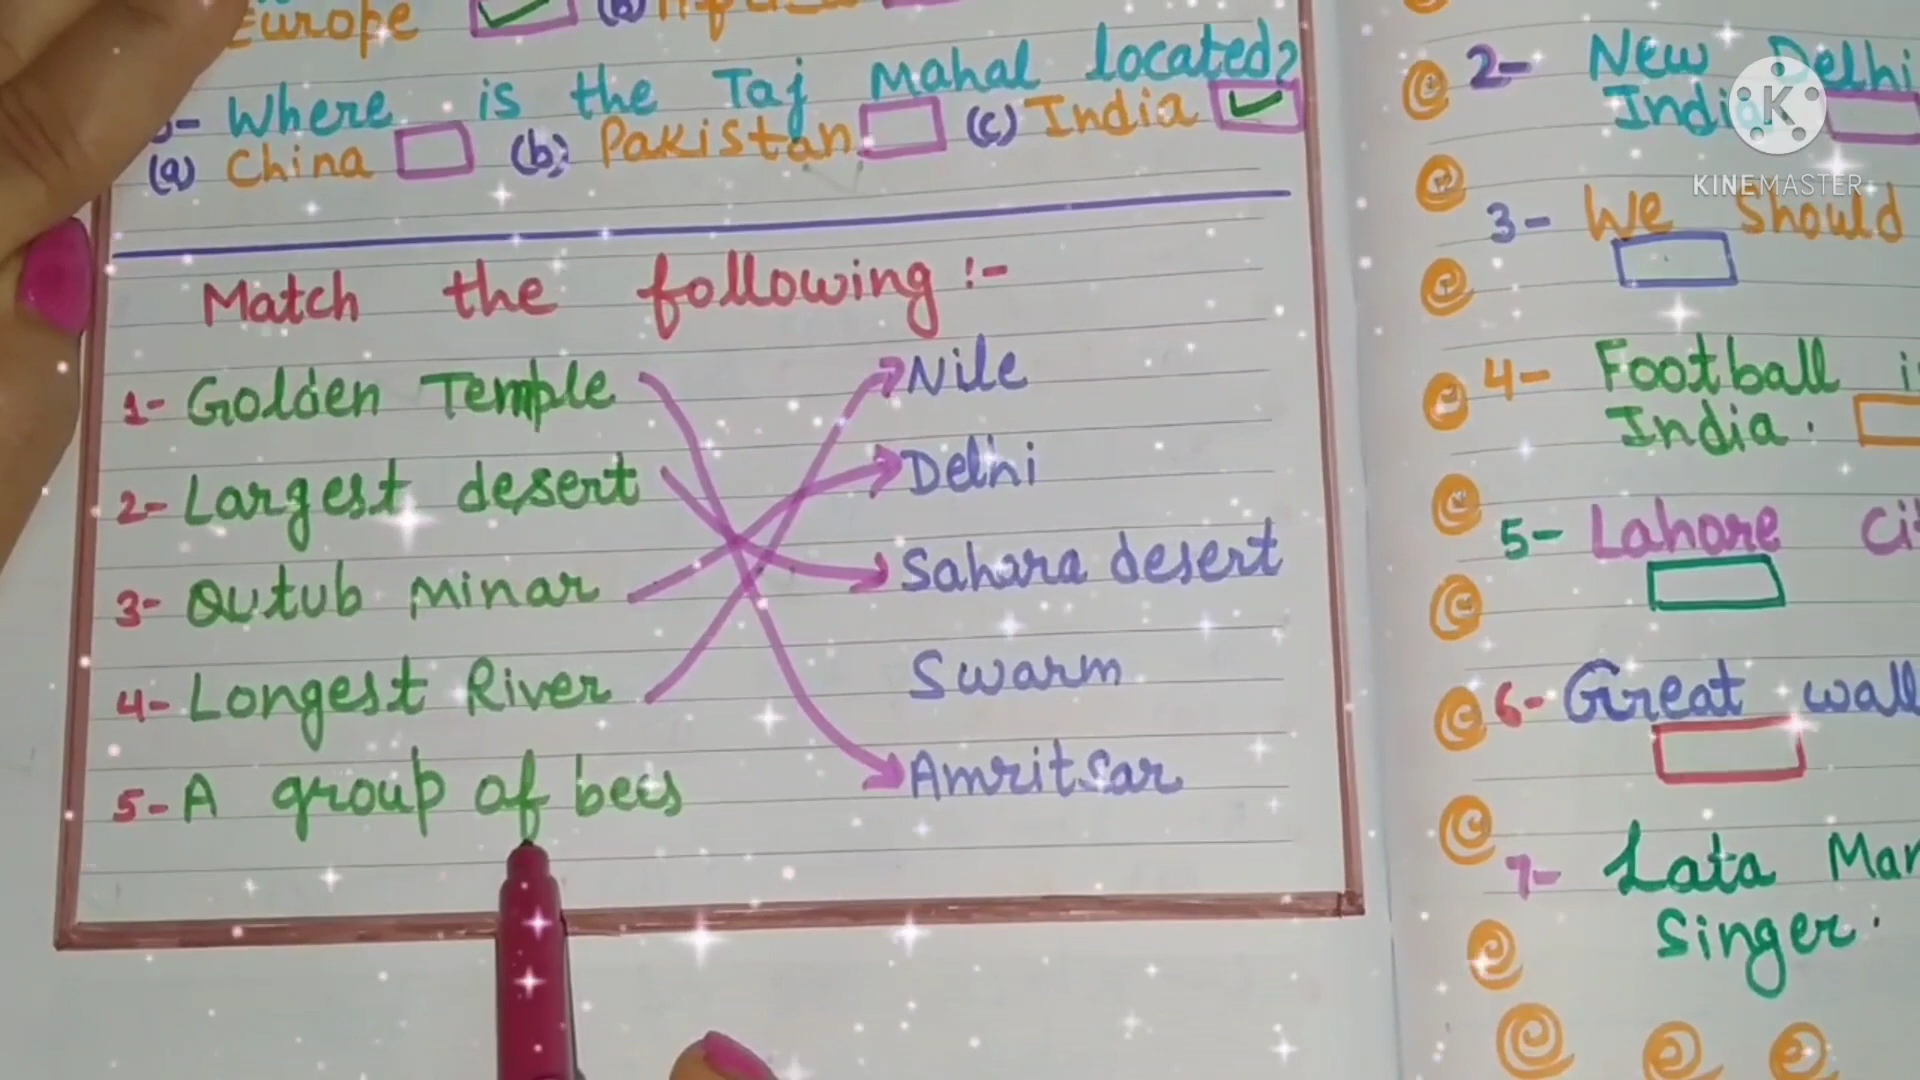 Europe
Where is the Taj Mahal located?
(a) China (b) Pakistan (c) India
Match the following :-
1- Golden Temple Nile
2- Largest desert Delhi
3- Qutub Minar Sahara desert
4- Longest River Swarm
5- A group of bees Amritsar
2- New Delhi
India
KINEMASTER
3- We Should
4- Football
India.
5- Lahore
6- Great wall
7- Lata
Singer.